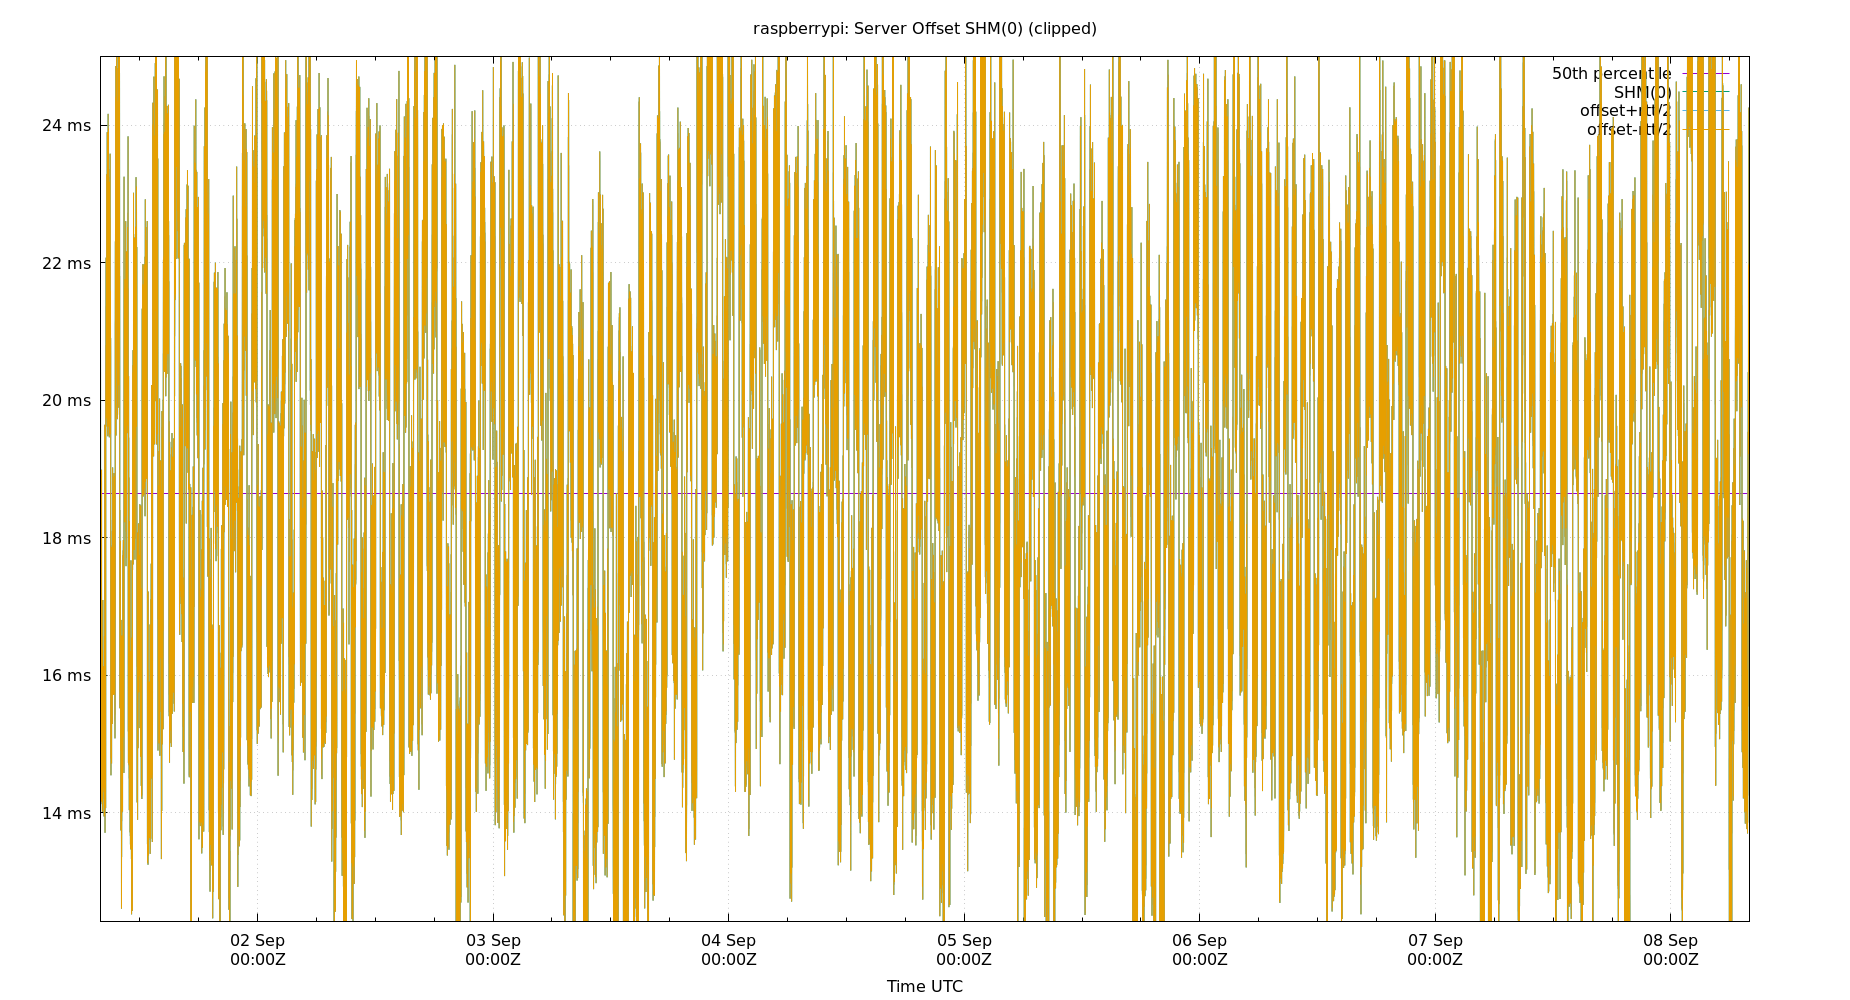 raspberrypi: Server Offset SHM(0) (clipped)
50th percentile
SHM(0)
offset+rtt/2
offset-rtt/2
24 ms
22 ms
20 ms
18 ms
16 ms
14 ms
02 Sep
00:00Z
03 Sep
00:00Z
04 Sep
00:00Z
05 Sep
00:00Z
06 Sep
00:00Z
07 Sep
00:00Z
08 Sep
00:00Z
Time UTC